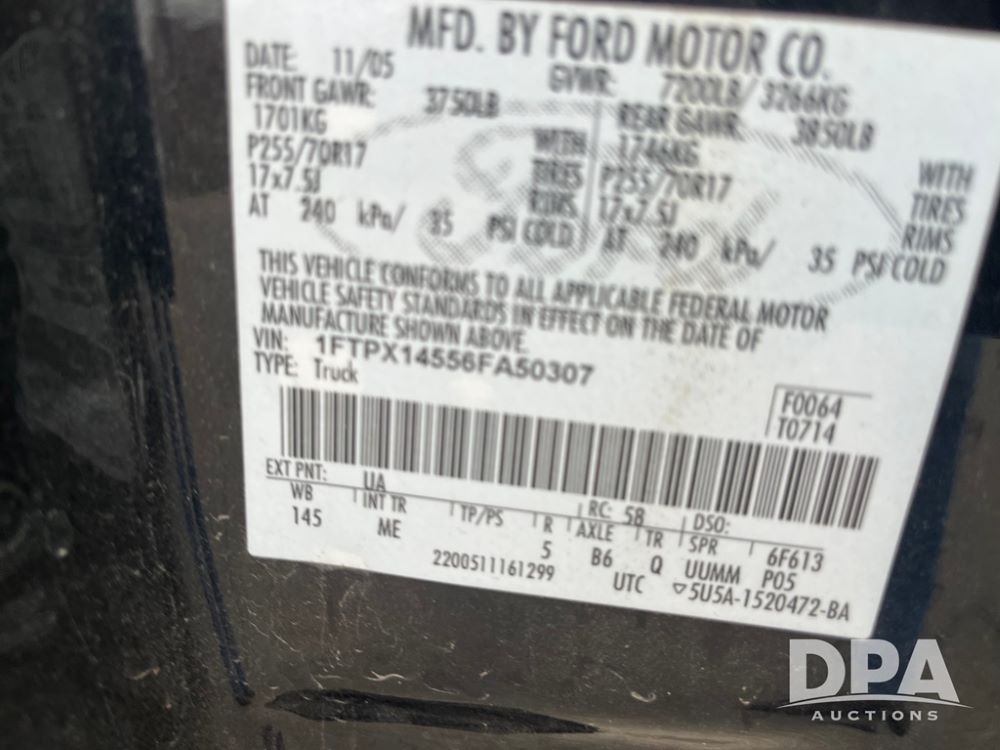 MFD. BY FORD MOTOR CO.
DATE: 11/05 GVWR: 7200LB/ 3266KG
FRONT GAWR: 3750LB REAR GAWR: 3850LB
1701KG WITH 1746KG WITH
P255/70R17 TIRES P255/70R17 TIRES
17x7.5J RIMS 17x7.5J RIMS
AT 240 kPa/ 35 PSI COLD AT 240 kPa/ 35 PSI COLD
THIS VEHICLE CONFORMS TO ALL APPLICABLE FEDERAL MOTOR
VEHICLE SAFETY STANDARDS IN EFFECT ON THE DATE OF
MANUFACTURE SHOWN ABOVE.
VIN: 1FTPX14556FA50307
TYPE: Truck
F0064
T0714
EXT PNT: UA RC: 58 DSO: 6F613
WB INT TR TP/PS R AXLE TR SPR
145 ME 5 B6 Q UUMM P05
2200511161299 UTC ▽5U5A-1520472-BA
DPA
AUCTIONS